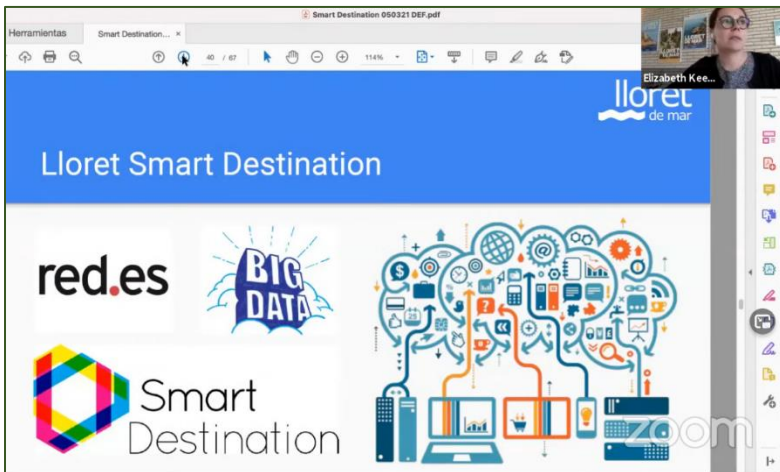 Smart Destination 050321 DEF.pdf
Herramientas
Smart Destination... ×
40 / 67
114%
Elizabeth Kee...
lloret
de mar
Lloret Smart Destination
red.es
BIG
DATA
Smart
Destination
zoom